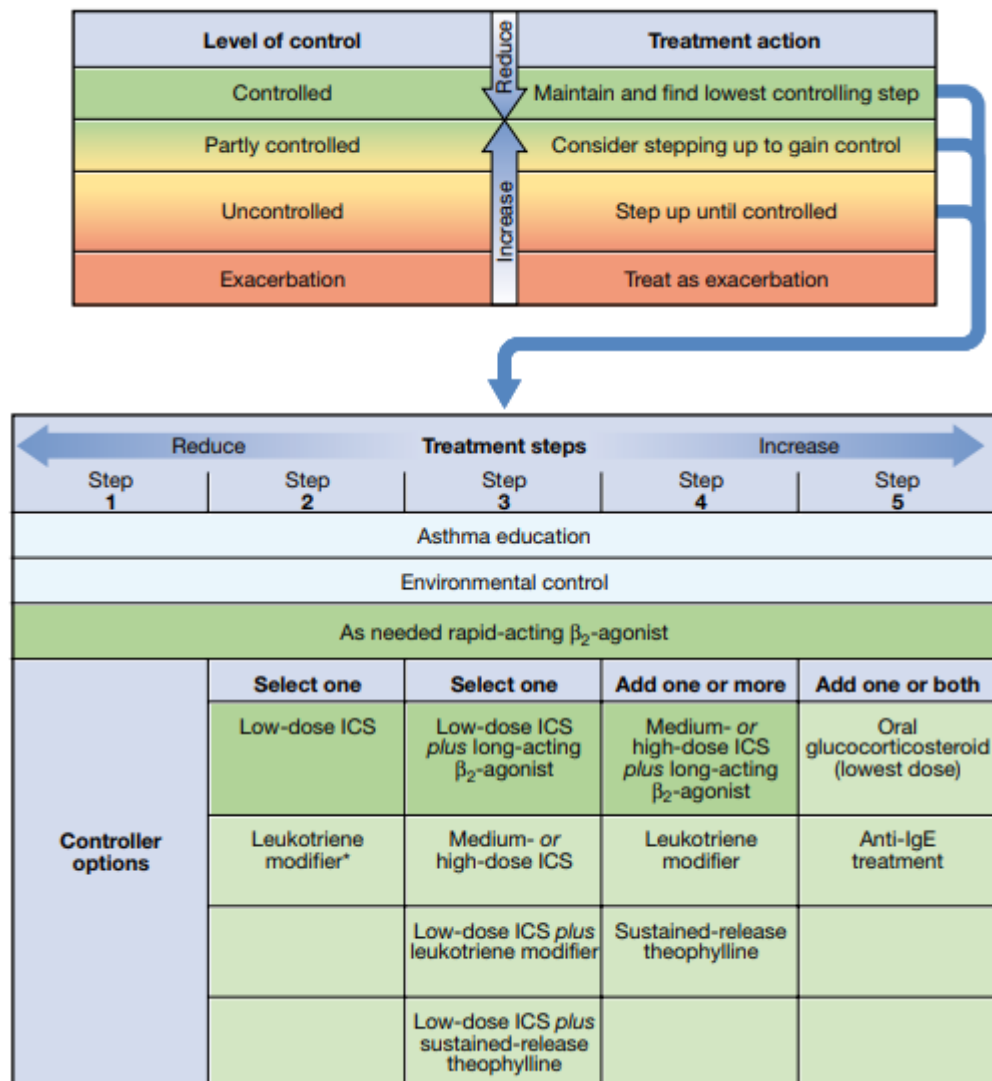 Level of control
Reduce
Treatment action
Controlled
Maintain and find lowest controlling step
Partly controlled
Consider stepping up to gain control
Increase
Uncontrolled
Step up until controlled
Exacerbation
Treat as exacerbation
Reduce
Treatment steps
Increase
Step
1
Step
2
Step
3
Step
4
Step
5
Asthma education
Environmental control
As needed rapid-acting β₂-agonist
Controller
options
Select one
Select one
Add one or more
Add one or both
Low-dose ICS
Low-dose ICS
plus long-acting
β₂-agonist
Medium- or
high-dose ICS
plus long-acting
β₂-agonist
Oral
glucocorticosteroid
(lowest dose)
Leukotriene
modifier*
Medium- or
high-dose ICS
Leukotriene
modifier
Anti-IgE
treatment
Low-dose ICS plus
leukotriene modifier
Sustained-release
theophylline
Low-dose ICS plus
sustained-release
theophylline